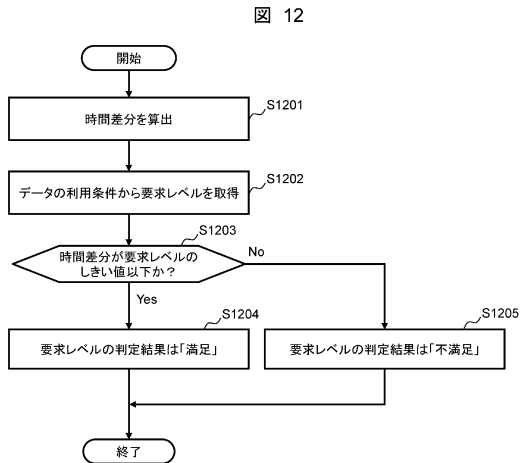 図 12
開始
時間差分を算出
S1201
データの利用条件から要求レベルを取得
S1202
S1203
時間差分が要求レベルの
しきい値以下か？
No
Yes
S1204
要求レベルの判定結果は「満足」
S1205
要求レベルの判定結果は「不満足」
終了